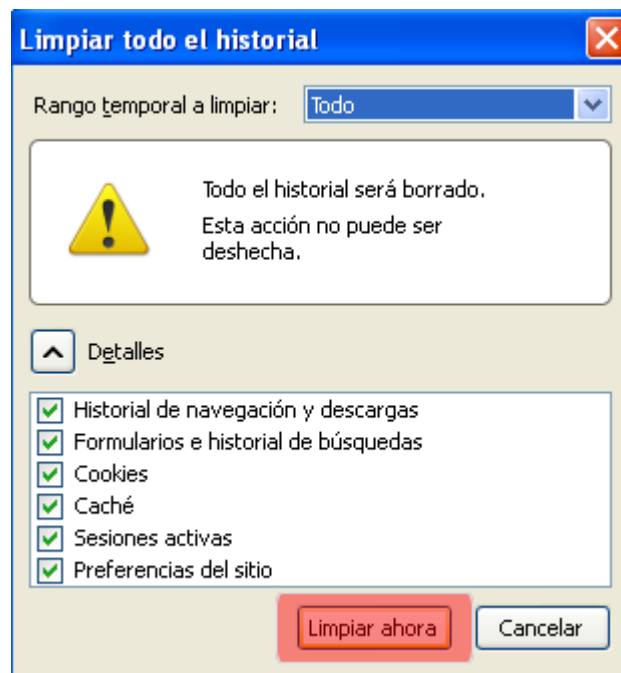 Limpiar todo el historial
Rango temporal a limpiar: Todo
Todo el historial será borrado.
Esta acción no puede ser
deshecha.
Detalles
Historial de navegación y descargas
Formularios e historial de búsquedas
Cookies
Caché
Sesiones activas
Preferencias del sitio
Limpiar ahora Cancelar